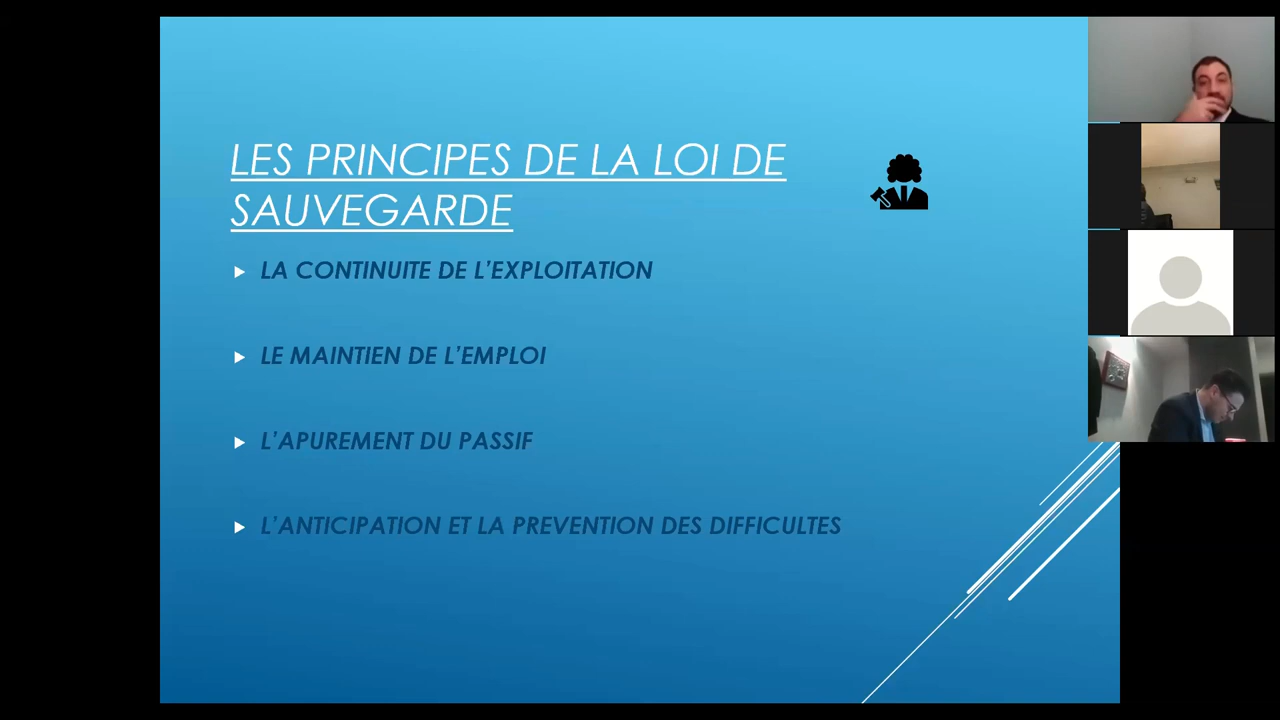 LES PRINCIPES DE LA LOI DE
SAUVEGARDE
LA CONTINUITE DE L’EXPLOITATION
LE MAINTIEN DE L’EMPLOI
L’APUREMENT DU PASSIF
L’ANTICIPATION ET LA PREVENTION DES DIFFICULTES